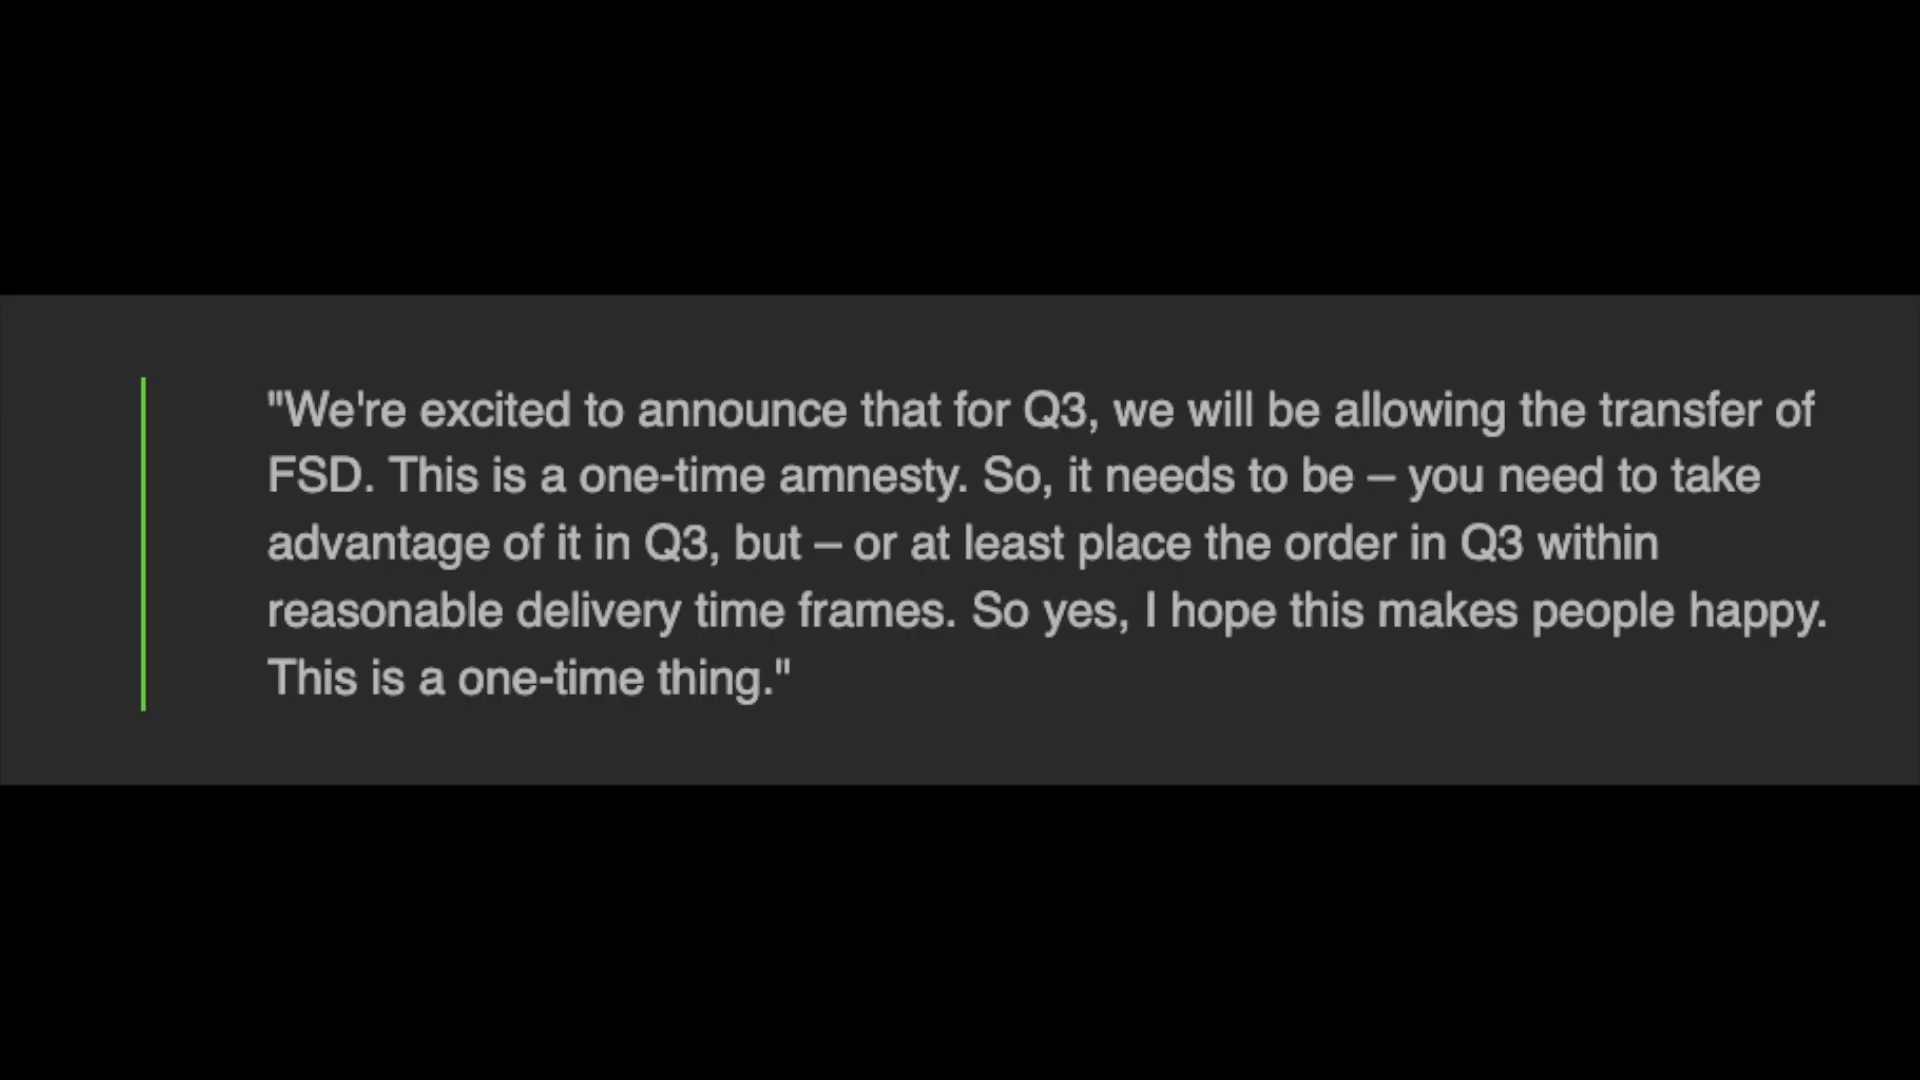 "We're excited to announce that for Q3, we will be allowing the transfer of
FSD. This is a one-time amnesty. So, it needs to be – you need to take
advantage of it in Q3, but – or at least place the order in Q3 within
reasonable delivery time frames. So yes, I hope this makes people happy.
This is a one-time thing."